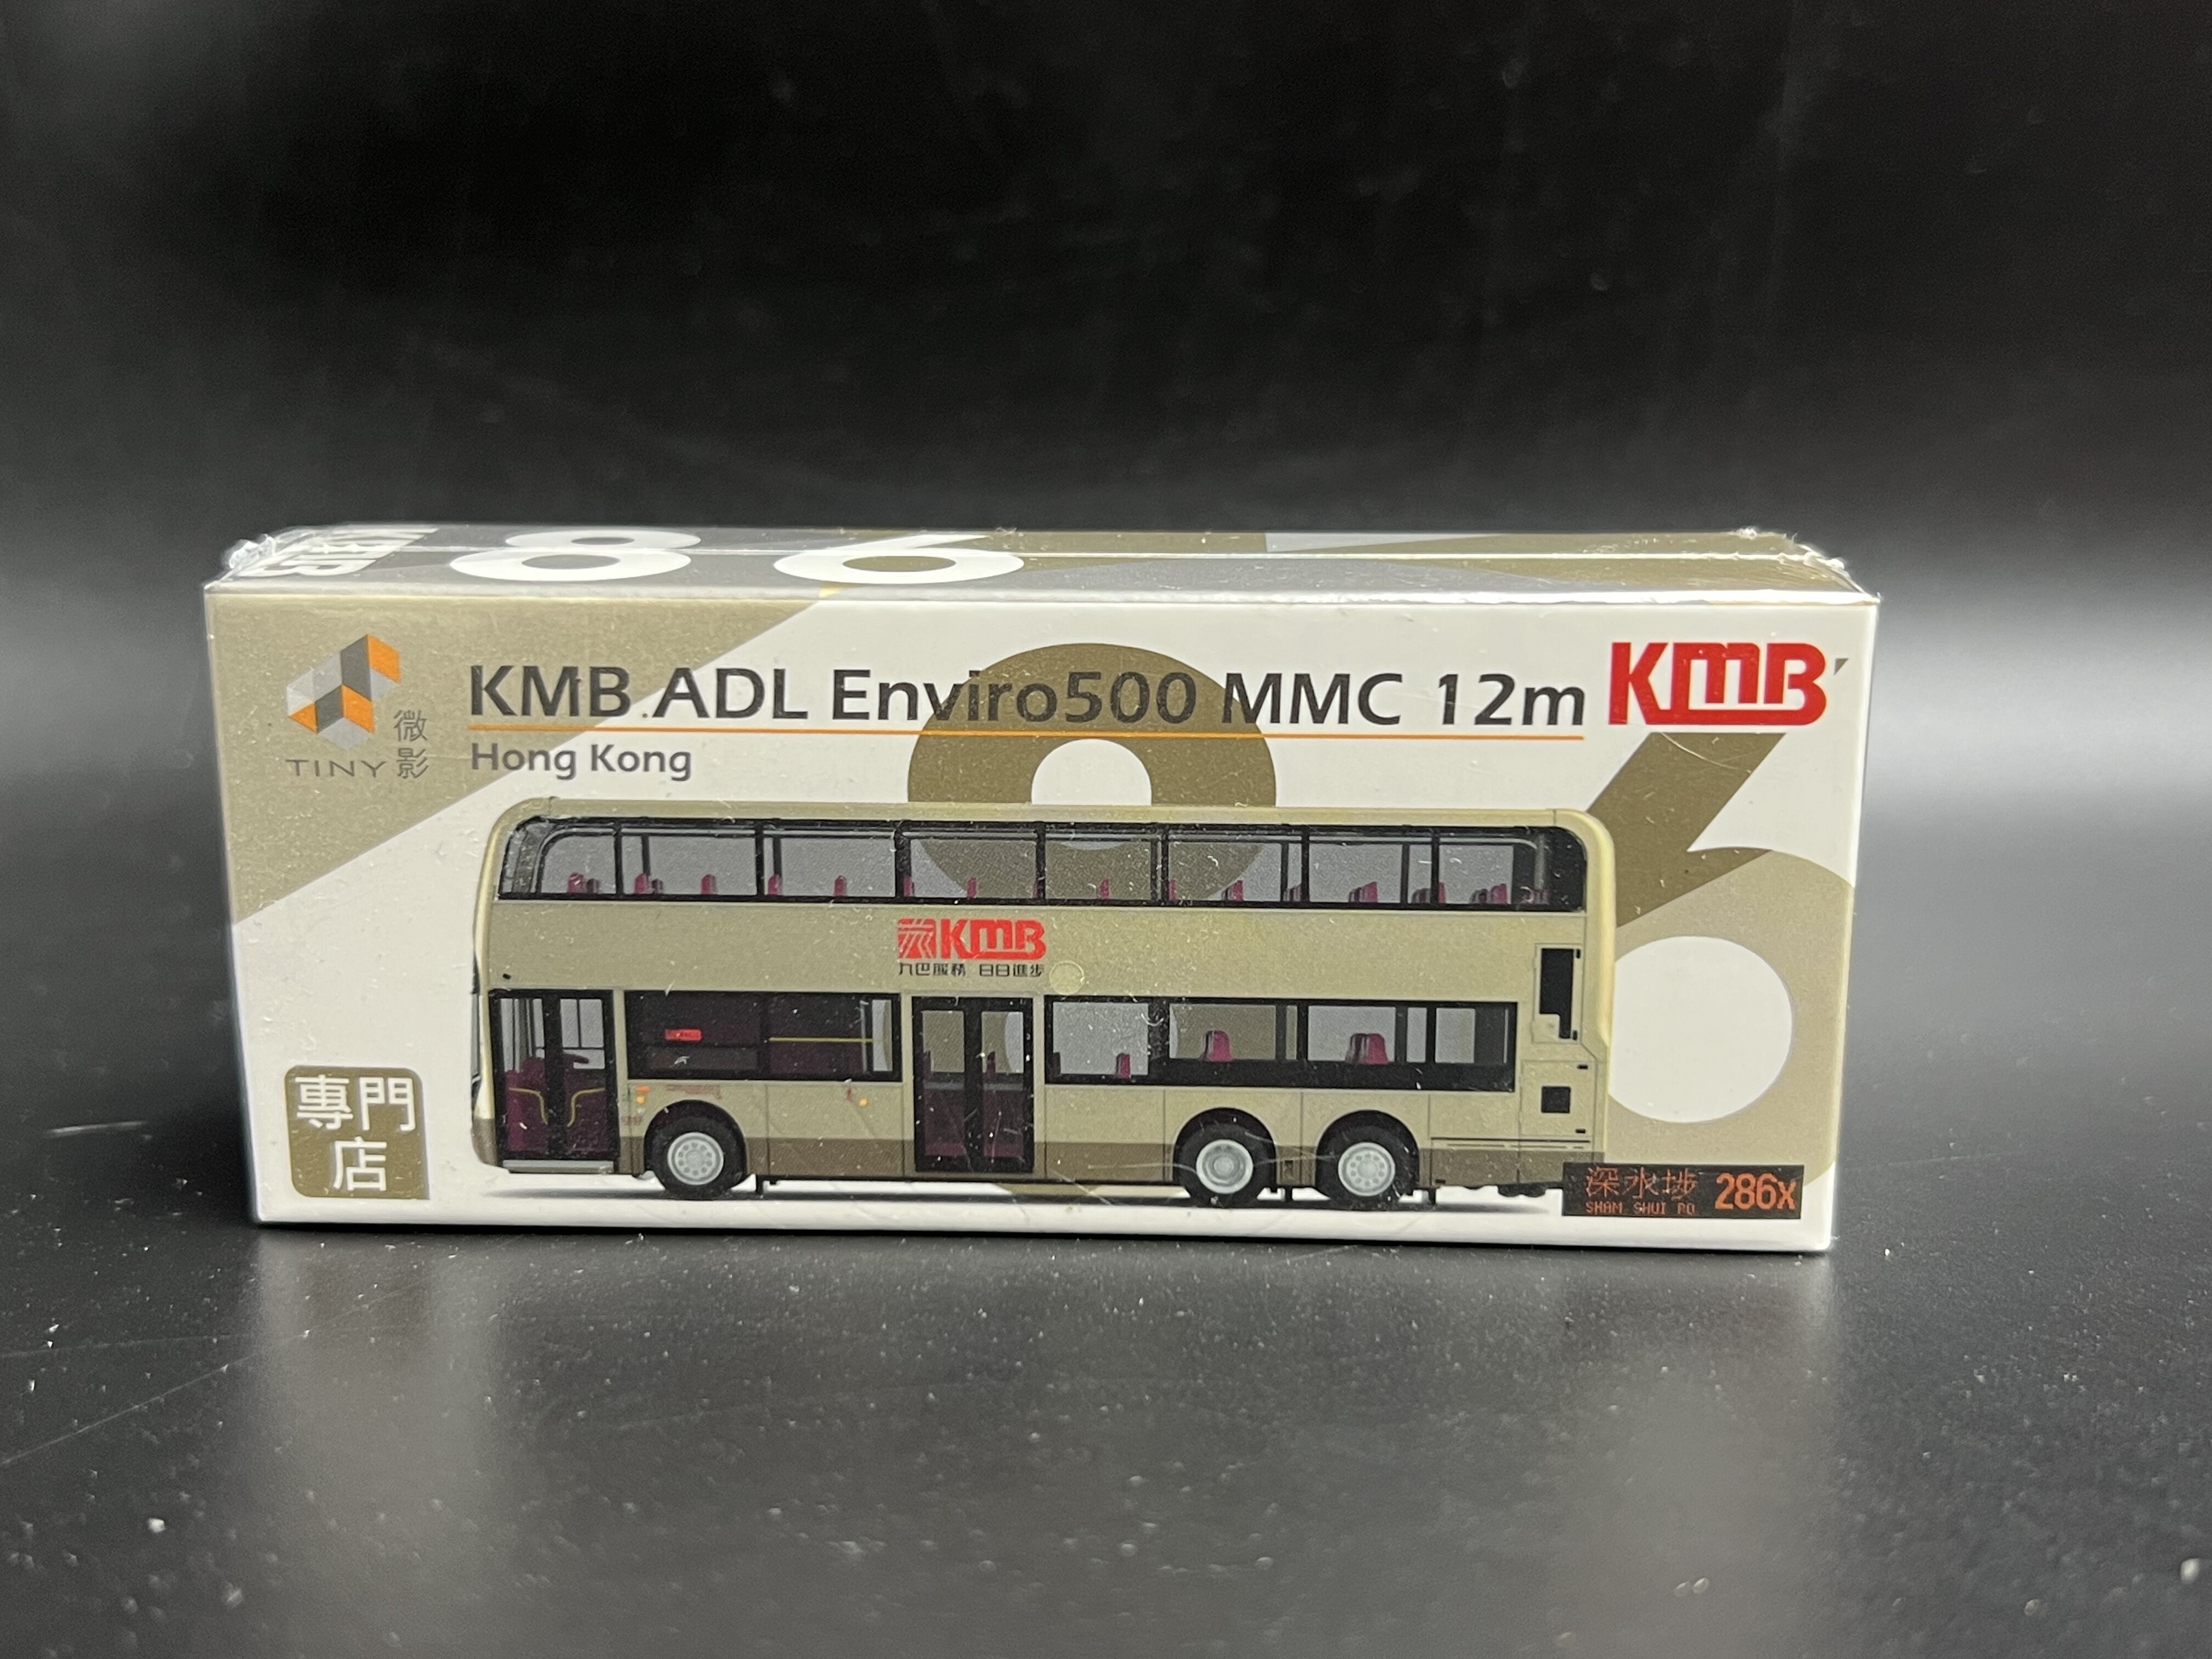 86
KMB ADL Enviro500 MMC 12m
KMB
TINY 微影
Hong Kong
KMB
九巴服務 日日進步
專門店
深水埗 286X
SHAM SHUI PO